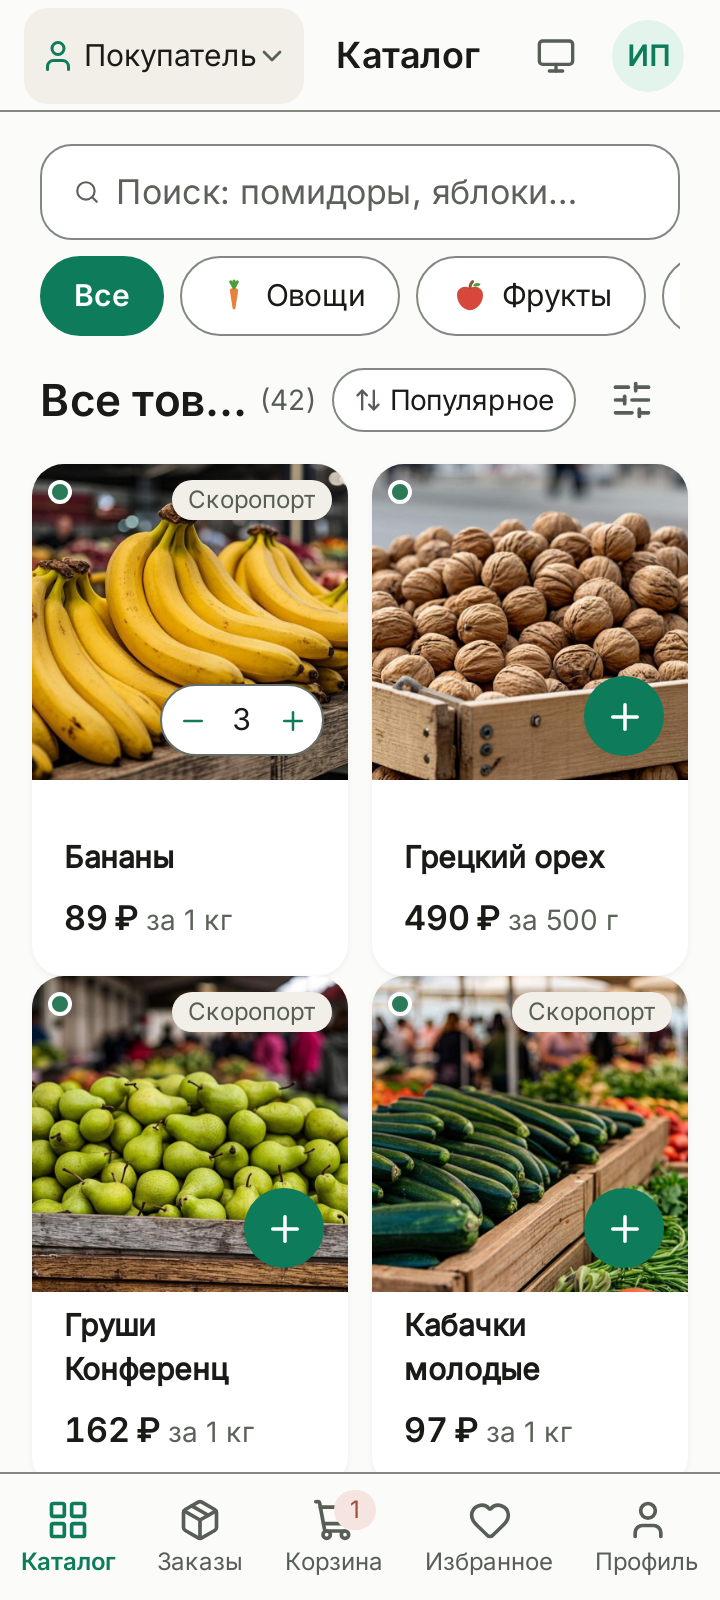 Покупатель Каталог ИП
Поиск: помидоры, яблоки...
Все Овощи Фрукты
Все тов... (42) Популярное
Скоропорт
3
Бананы Грецкий орех
89 ₽ за 1 кг 490 ₽ за 500 г
Скоропорт Скоропорт
Груши Кабачки
Конференц молодые
162 ₽ за 1 кг 97 ₽ за 1 кг
1
Каталог Заказы Корзина Избранное Профиль